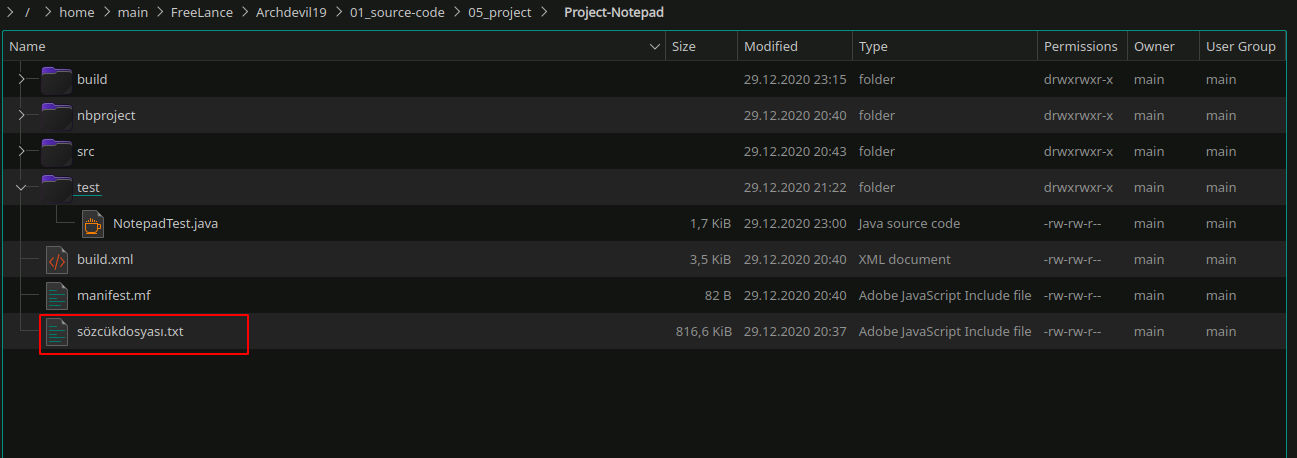 / home main FreeLance Archdevil19 01_source-code 05_project Project-Notepad
Name Size Modified Type Permissions Owner User Group
build 29.12.2020 23:15 folder drwxrwxr-x main main
nbproject 29.12.2020 20:40 folder drwxrwxr-x main main
src 29.12.2020 20:43 folder drwxrwxr-x main main
test 29.12.2020 21:22 folder drwxrwxr-x main main
NotepadTest.java 1,7 KiB 29.12.2020 23:00 Java source code -rw-rw-r-- main main
build.xml 3,5 KiB 29.12.2020 20:40 XML document -rw-rw-r-- main main
manifest.mf 82 B 29.12.2020 20:40 Adobe JavaScript Include file -rw-rw-r-- main main
sözcükdosyası.txt 816,6 KiB 29.12.2020 20:37 Adobe JavaScript Include file -rw-rw-r-- main main